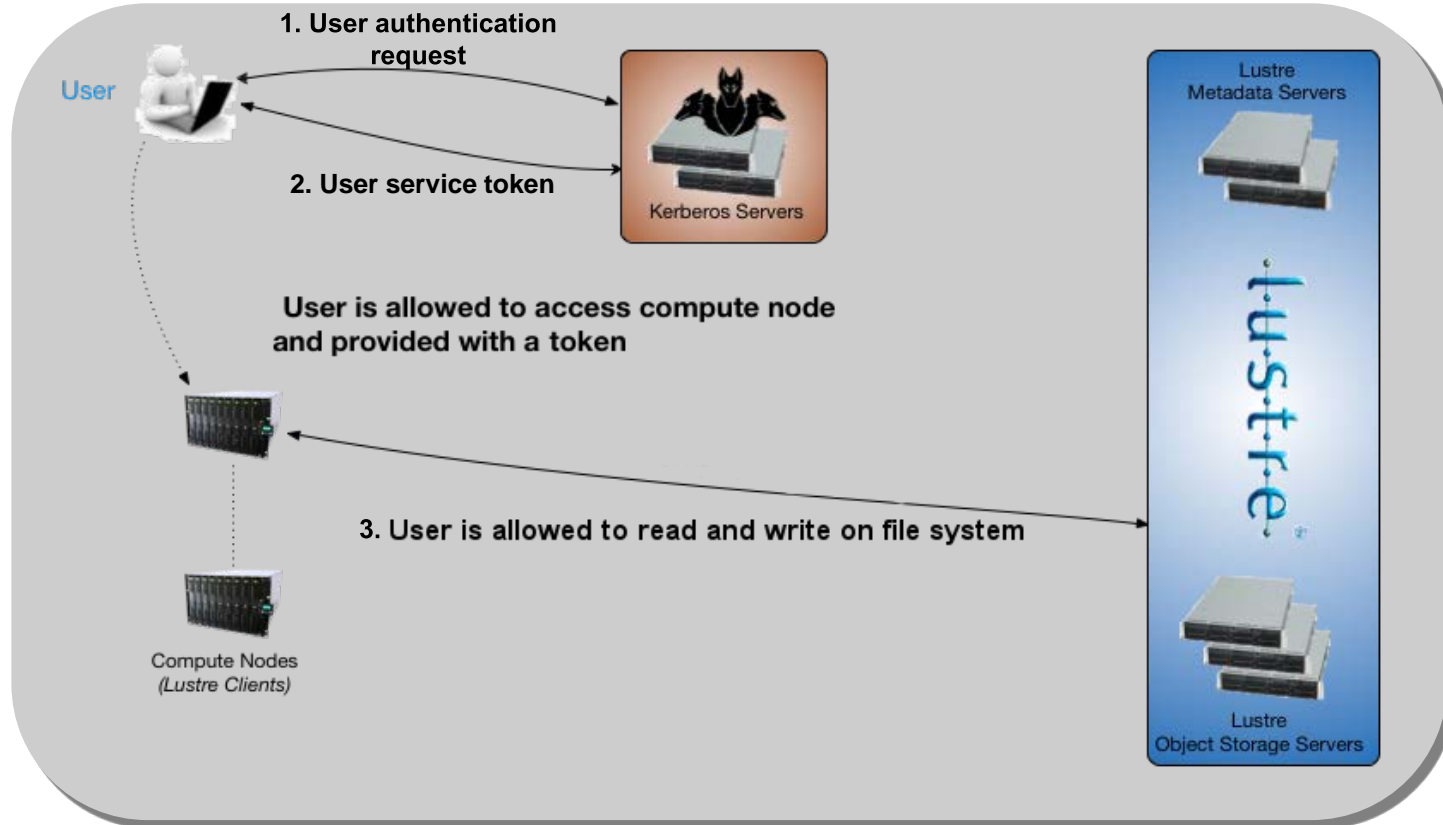 1. User authentication
request
User
2. User service token
Kerberos Servers
Lustre
Metadata Servers
User is allowed to access compute node
and provided with a token
lustre
3. User is allowed to read and write on file system
Compute Nodes
(Lustre Clients)
Lustre
Object Storage Servers